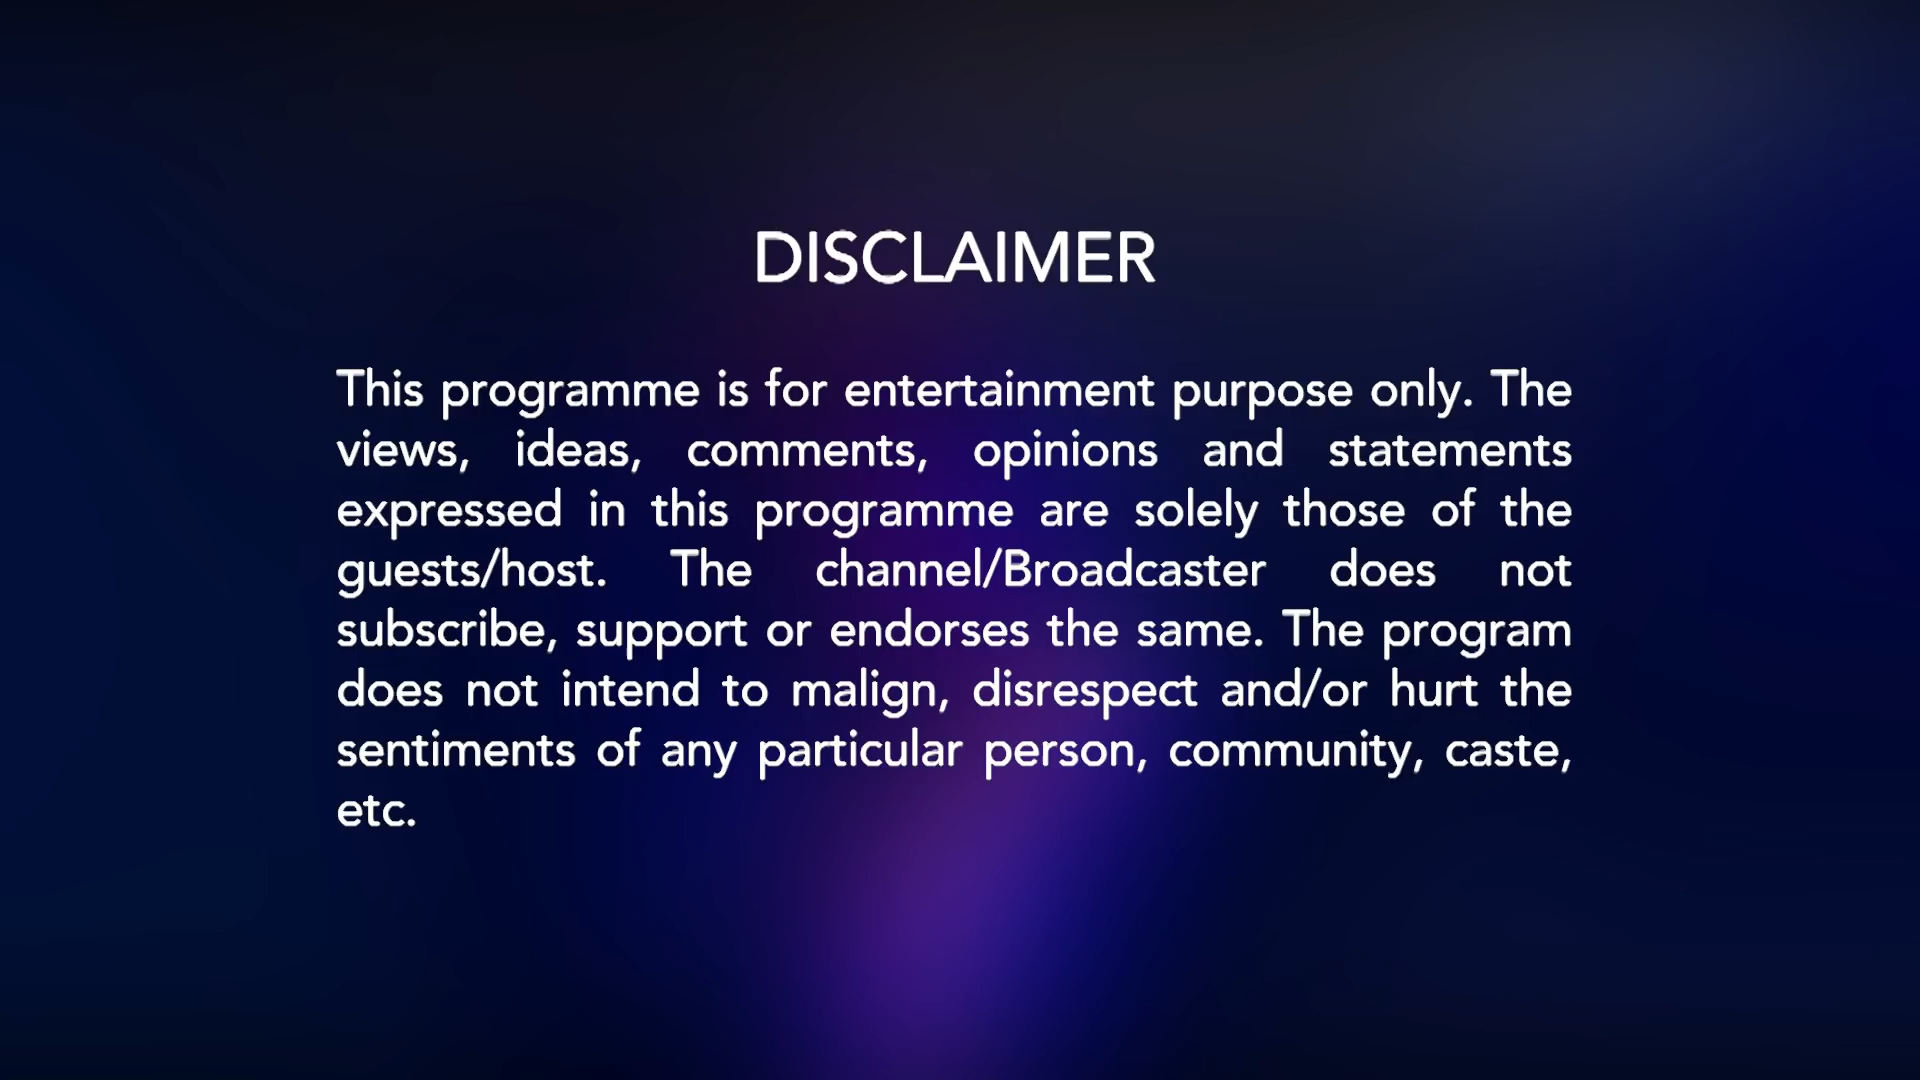 DISCLAIMER
This programme is for entertainment purpose only. The
views, ideas, comments, opinions and statements
expressed in this programme are solely those of the
guests/host. The channel/Broadcaster does not
subscribe, support or endorses the same. The program
does not intend to malign, disrespect and/or hurt the
sentiments of any particular person, community, caste,
etc.